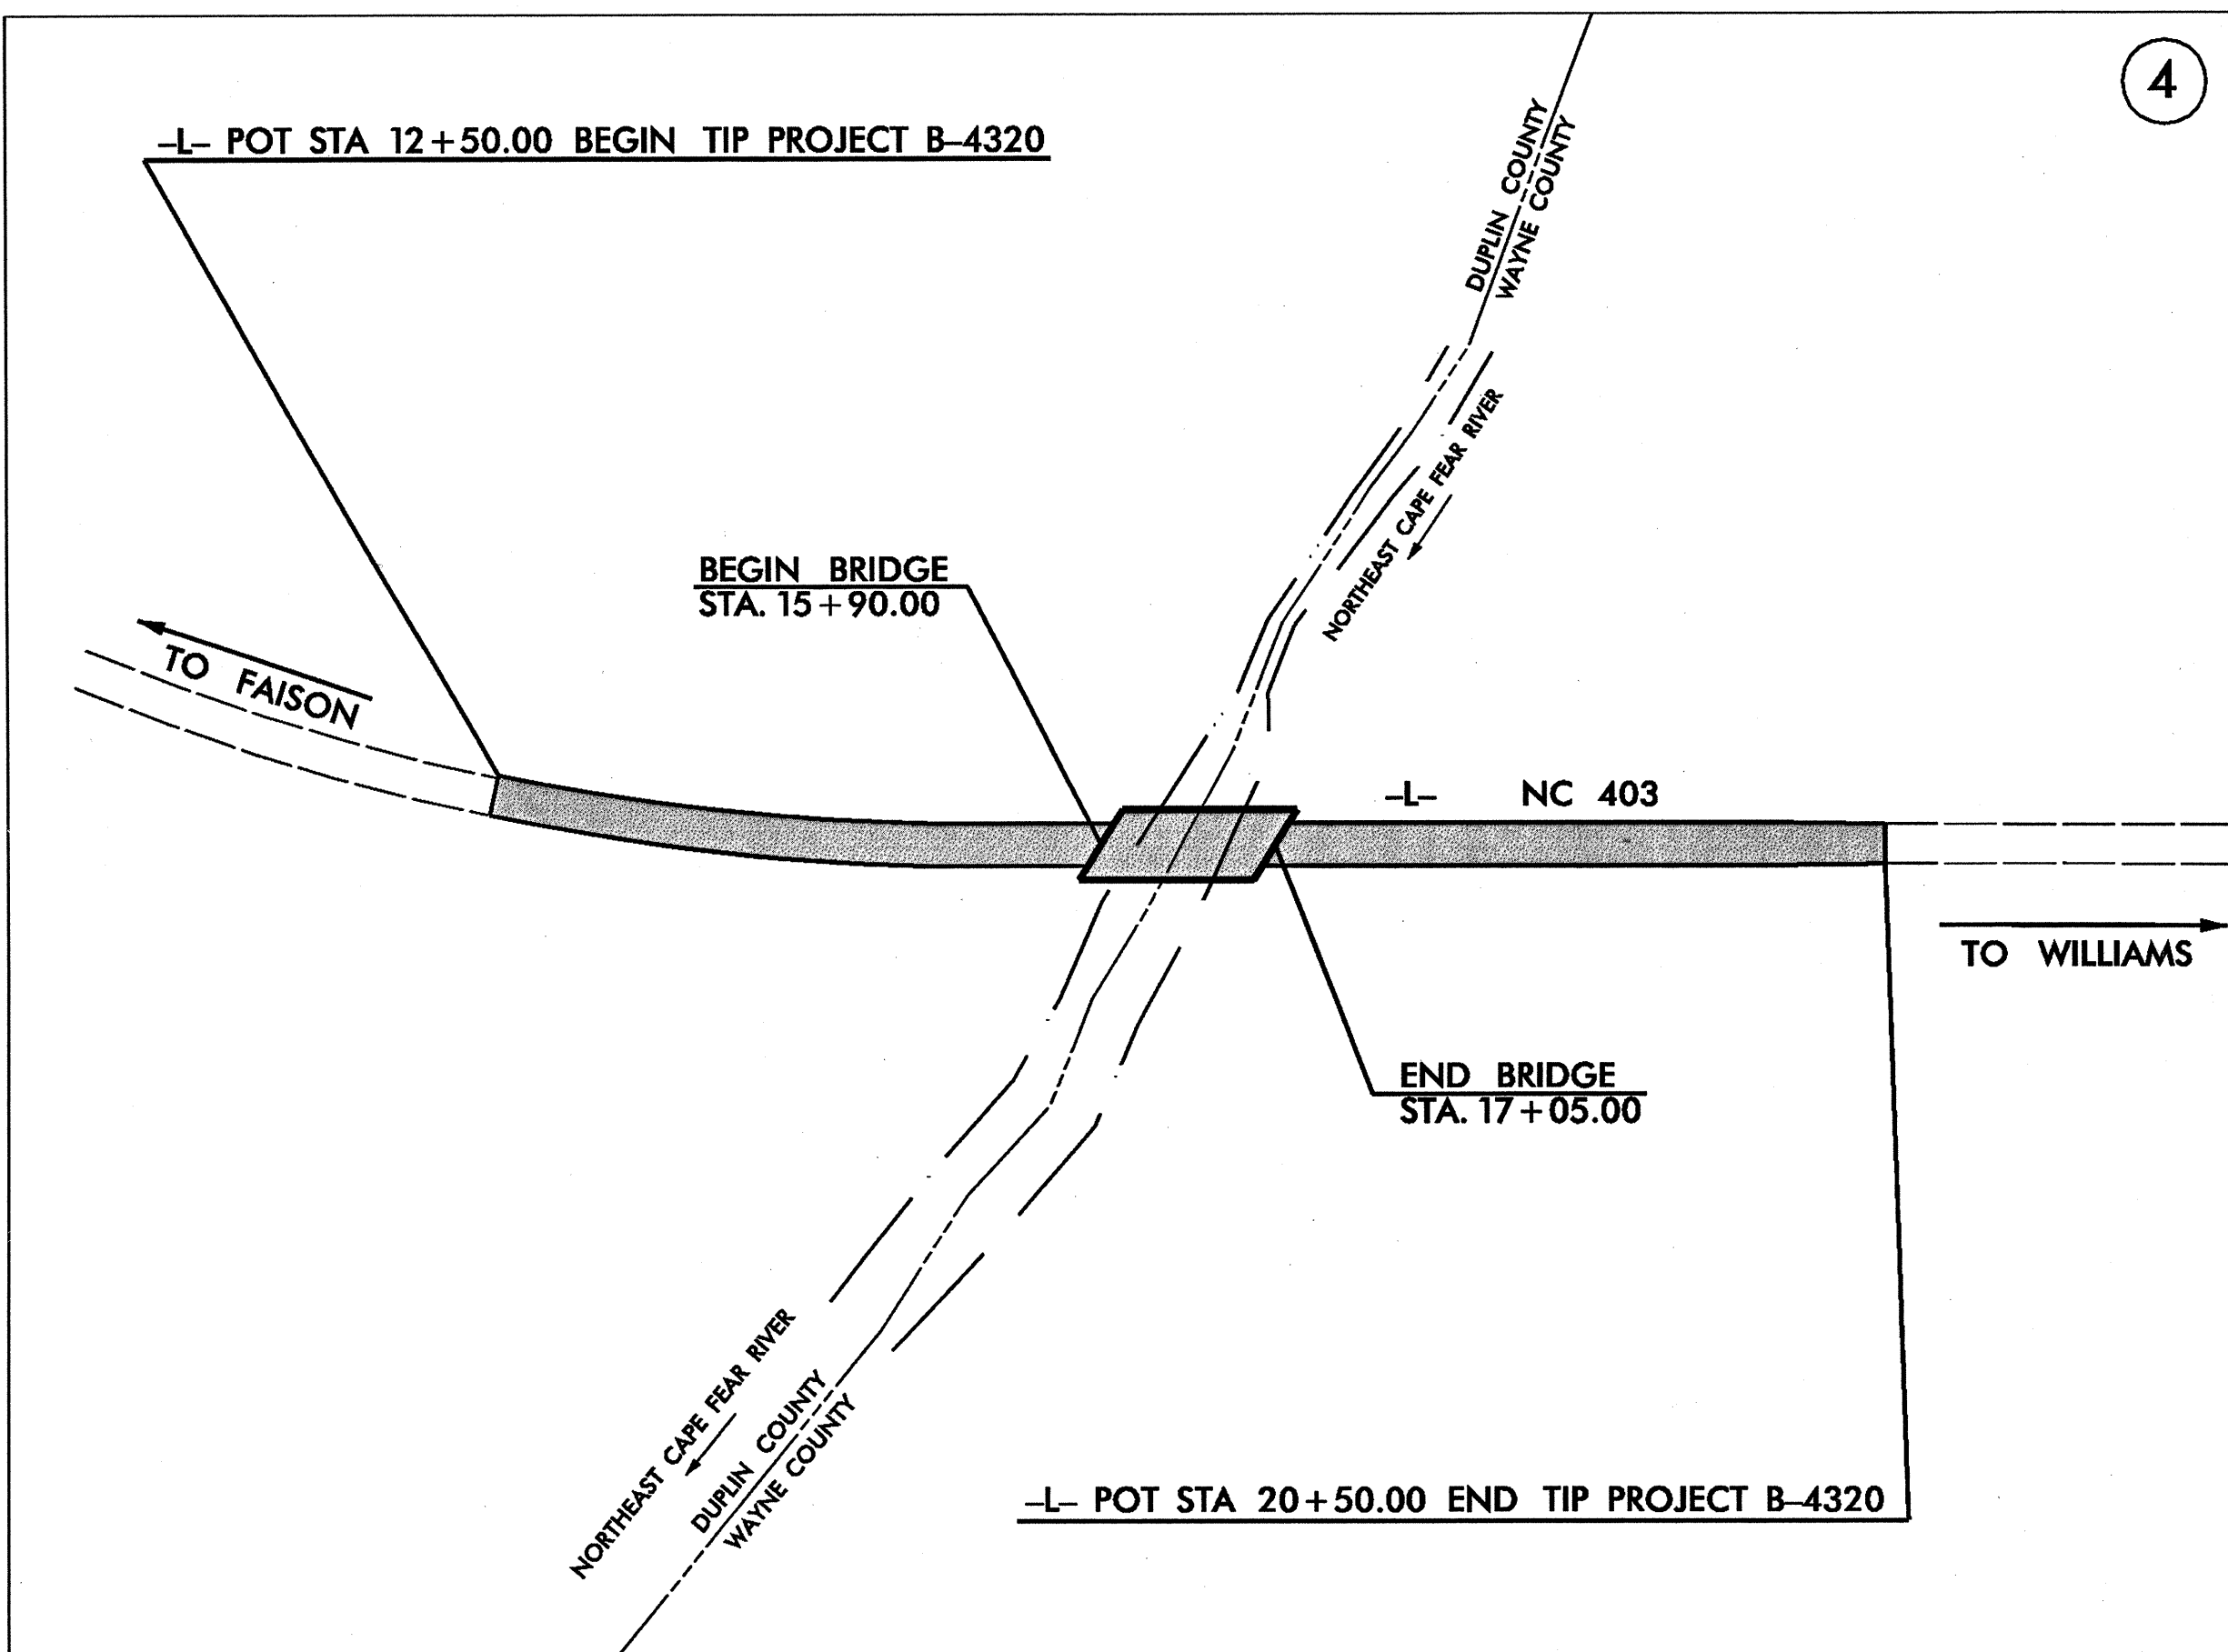 4
-L- POT STA 12+50.00 BEGIN TIP PROJECT B-4320
DUPLIN COUNTY
WAYNE COUNTY
NORTHEAST CAPE FEAR RIVER
BEGIN BRIDGE
STA. 15+90.00
TO FAISON
-L- NC 403
TO WILLIAMS
END BRIDGE
STA. 17+05.00
NORTHEAST CAPE FEAR RIVER
DUPLIN COUNTY
WAYNE COUNTY
-L- POT STA 20+50.00 END TIP PROJECT B-4320